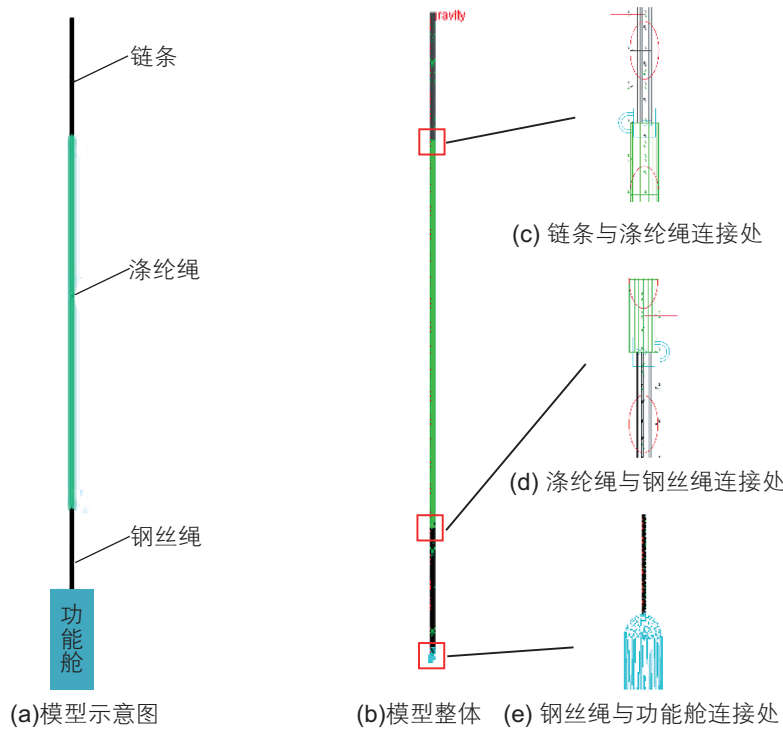 链条
涤纶绳
钢丝绳
功能舱
(a)模型示意图
gravity
(b)模型整体
(c) 链条与涤纶绳连接处
(d) 涤纶绳与钢丝绳连接处
(e) 钢丝绳与功能舱连接处